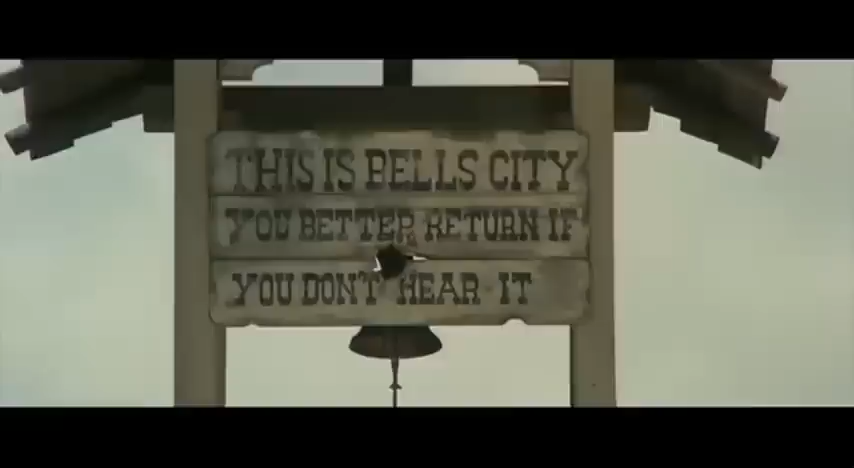 THIS IS BELLS CITY
YOU BETTER RETURN IF
YOU DON'T HEAR IT